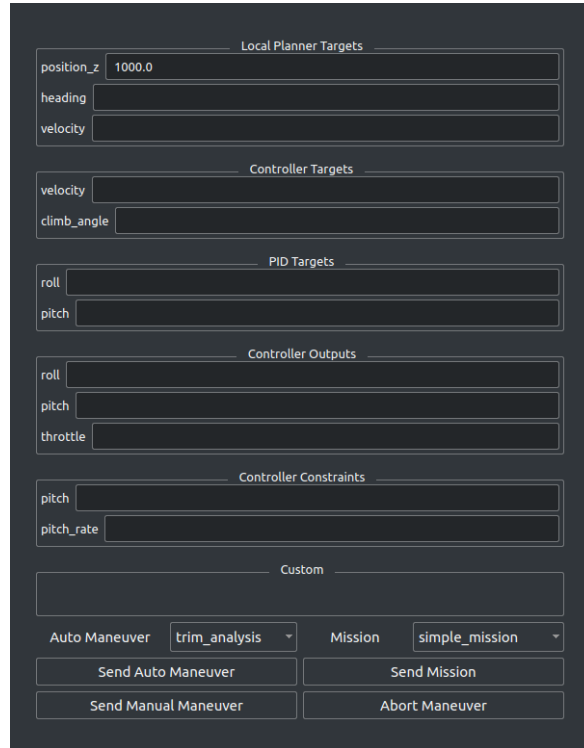 Local Planner Targets
position_z 1000.0
heading
velocity
Controller Targets
velocity
climb_angle
PID Targets
roll
pitch
Controller Outputs
roll
pitch
throttle
Controller Constraints
pitch
pitch_rate
Custom
Auto Maneuver trim_analysis Mission simple_mission
Send Auto Maneuver Send Mission
Send Manual Maneuver Abort Maneuver